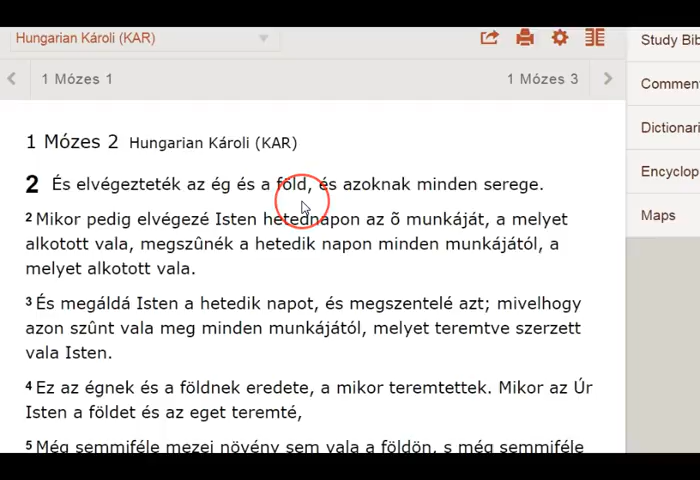 Hungarian Károli (KAR)
1 Mózes 1
1 Mózes 3
1 Mózes 2 Hungarian Károli (KAR)
2 És elvégezteték az ég és a föld, és azoknak minden serege.
2 Mikor pedig elvégezé Isten hetednapon az õ munkáját, a melyet
alkotott vala, megszûnék a hetedik napon minden munkájától, a
melyet alkotott vala.
3 És megáldá Isten a hetedik napot, és megszentelé azt; mivelhogy
azon szûnt vala meg minden munkájától, melyet teremtve szerzett
vala Isten.
4 Ez az égnek és a földnek eredete, a mikor teremtettek. Mikor az Úr
Isten a földet és az eget teremté,
5 Még semmiféle mezei növény sem vala a földön, s még semmiféle
Study Bib
Comment
Dictionari
Encyclop
Maps